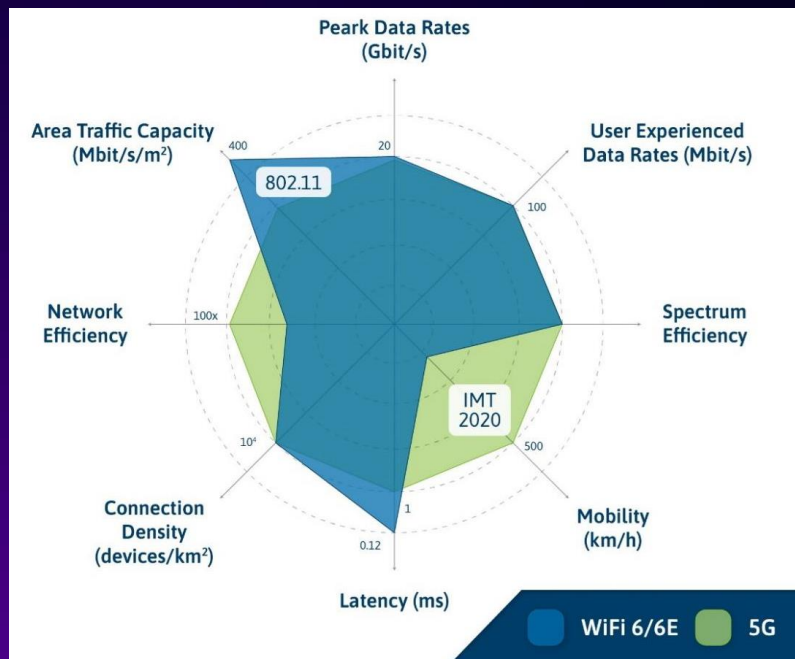 Peark Data Rates
(Gbit/s)
Area Traffic Capacity
(Mbit/s/m²)
400
20
User Experienced
Data Rates (Mbit/s)
802.11
100
Network
Efficiency
100x
Spectrum
Efficiency
IMT
2020
10⁴
500
Connection
Density
(devices/km²)
1
Mobility
(km/h)
0.12
Latency (ms)
WiFi 6/6E
5G